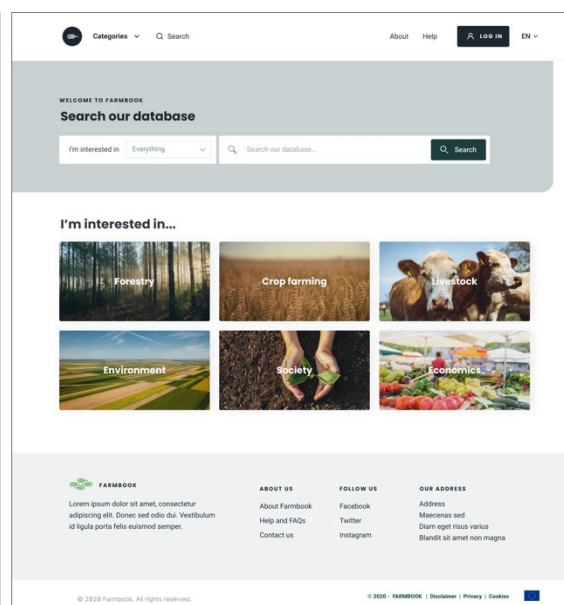 Categories Search About Help LOG IN EN
WELCOME TO FARMBOOK
Search our database
I'm interested in Everything Search our database... Search
I'm interested in...
Forestry Crop farming Livestock
Environment Society Economics
FARMBOOK
Lorem ipsum dolor sit amet, consectetur
adipiscing elit. Donec sed odio dui. Vestibulum
id ligula porta felis euismod semper.
ABOUT US
About Farmbook
Help and FAQs
Contact us
FOLLOW US
Facebook
Twitter
Instagram
OUR ADDRESS
Address
Maecenas sed
Diam eget risus varius
Blandit sit amet non magna
© 2020 Farmbook. All rights reserved.
© 2020 - FARMBOOK | Disclaimer | Privacy | Cookies